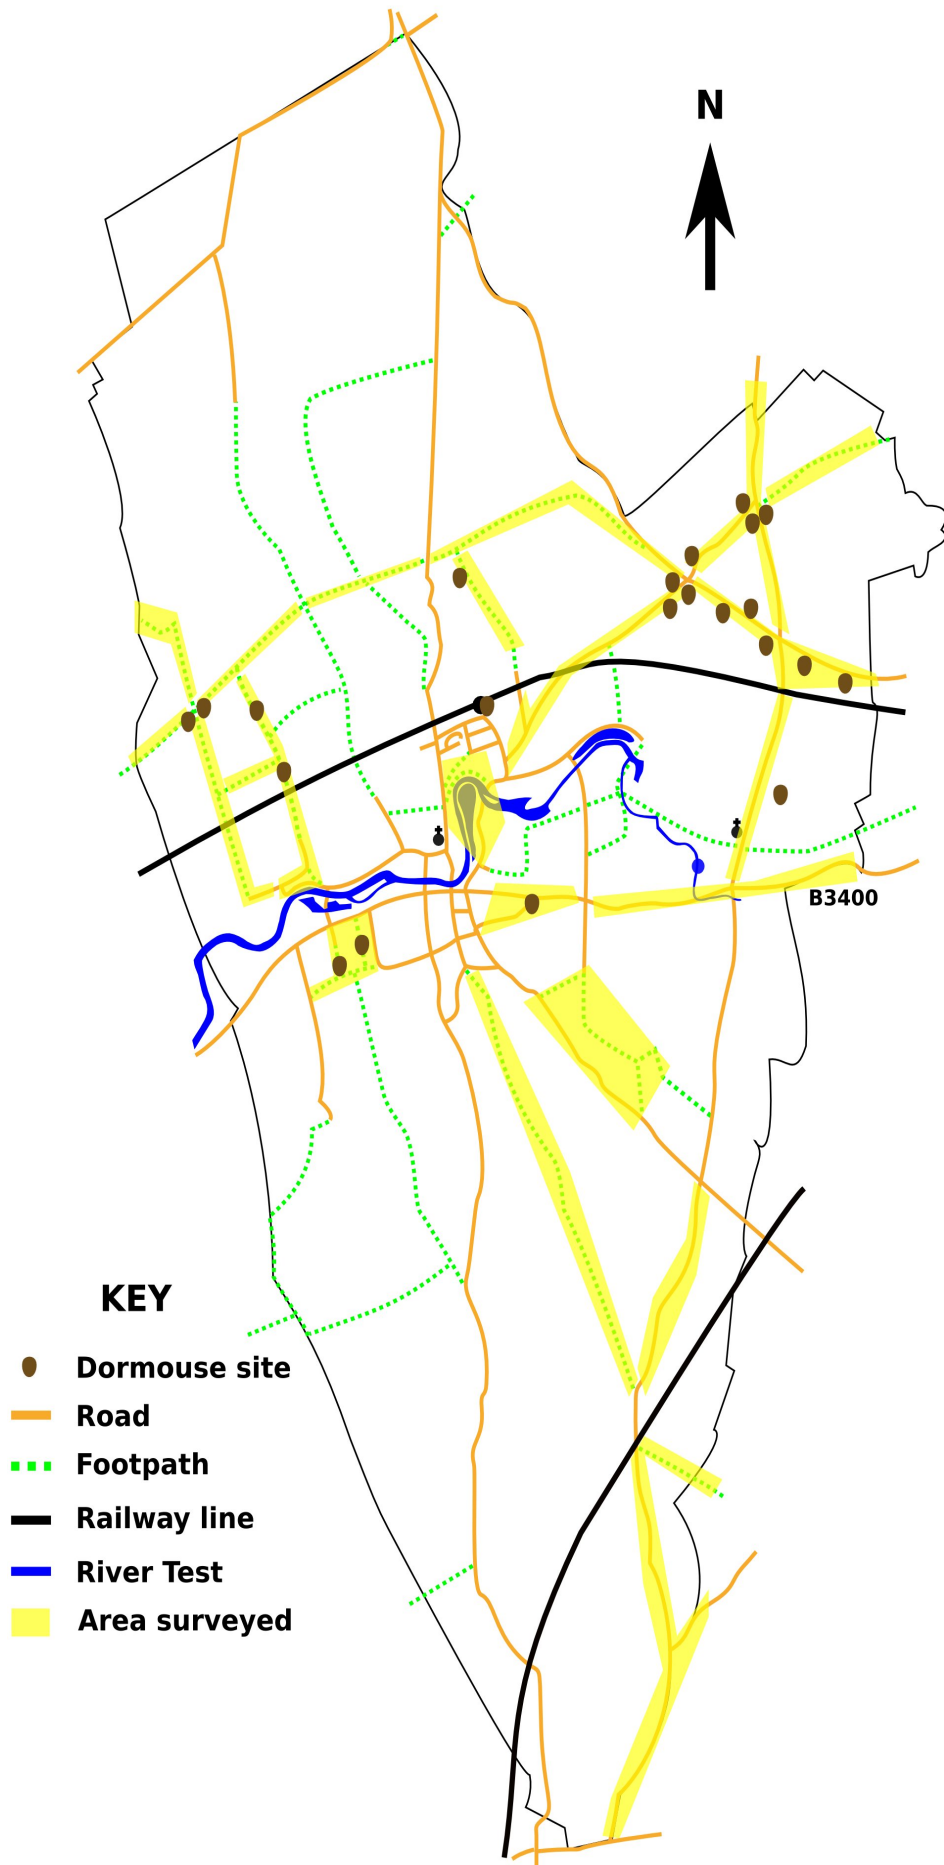 N
B3400
KEY
Dormouse site
Road
Footpath
Railway line
River Test
Area surveyed